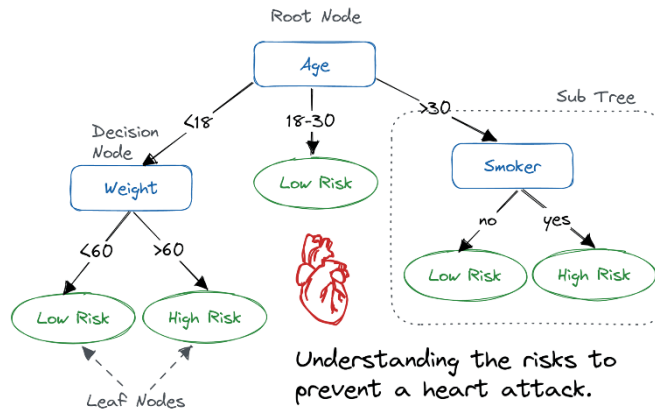 Root Node
Age
Sub Tree
<18
18-30
>30
Decision
Node
Weight
Low Risk
Smoker
<60
>60
no
yes
Low Risk
High Risk
Low Risk
High Risk
Leaf Nodes
Understanding the risks to
prevent a heart attack.